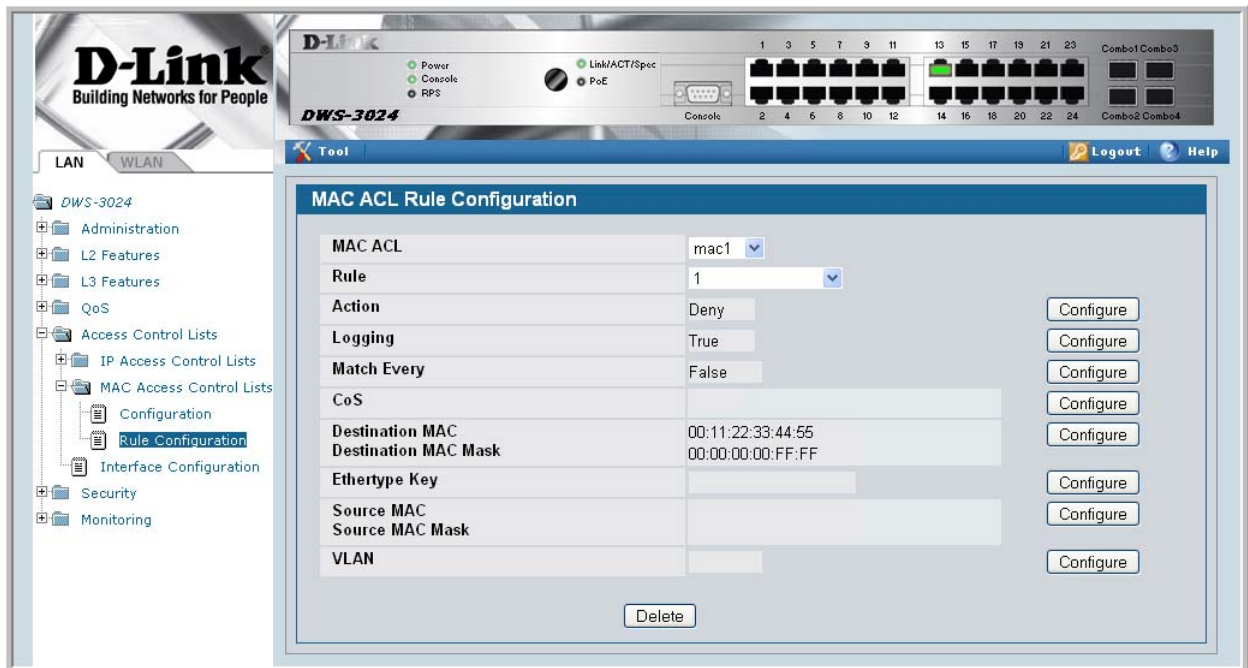 D-Link
Building Networks for People
D-Link
Power
Console
RPS
Link/ACT/Spec
PoE
DWS-3024
Console
1 3 5 7 9 11 13 15 17 19 21 23
2 4 6 8 10 12 14 16 18 20 22 24
Combo1 Combo3
Combo2 Combo4
LAN
WLAN
Tool
Logout
Help
DWS-3024
Administration
L2 Features
L3 Features
QoS
Access Control Lists
IP Access Control Lists
MAC Access Control Lists
Configuration
Rule Configuration
Interface Configuration
Security
Monitoring
MAC ACL Rule Configuration
MAC ACL mac1
Rule 1
Action Deny Configure
Logging True Configure
Match Every False Configure
CoS Configure
Destination MAC 00:11:22:33:44:55 Configure
Destination MAC Mask 00:00:00:00:FF:FF
Ethertype Key Configure
Source MAC Configure
Source MAC Mask
VLAN Configure
Delete